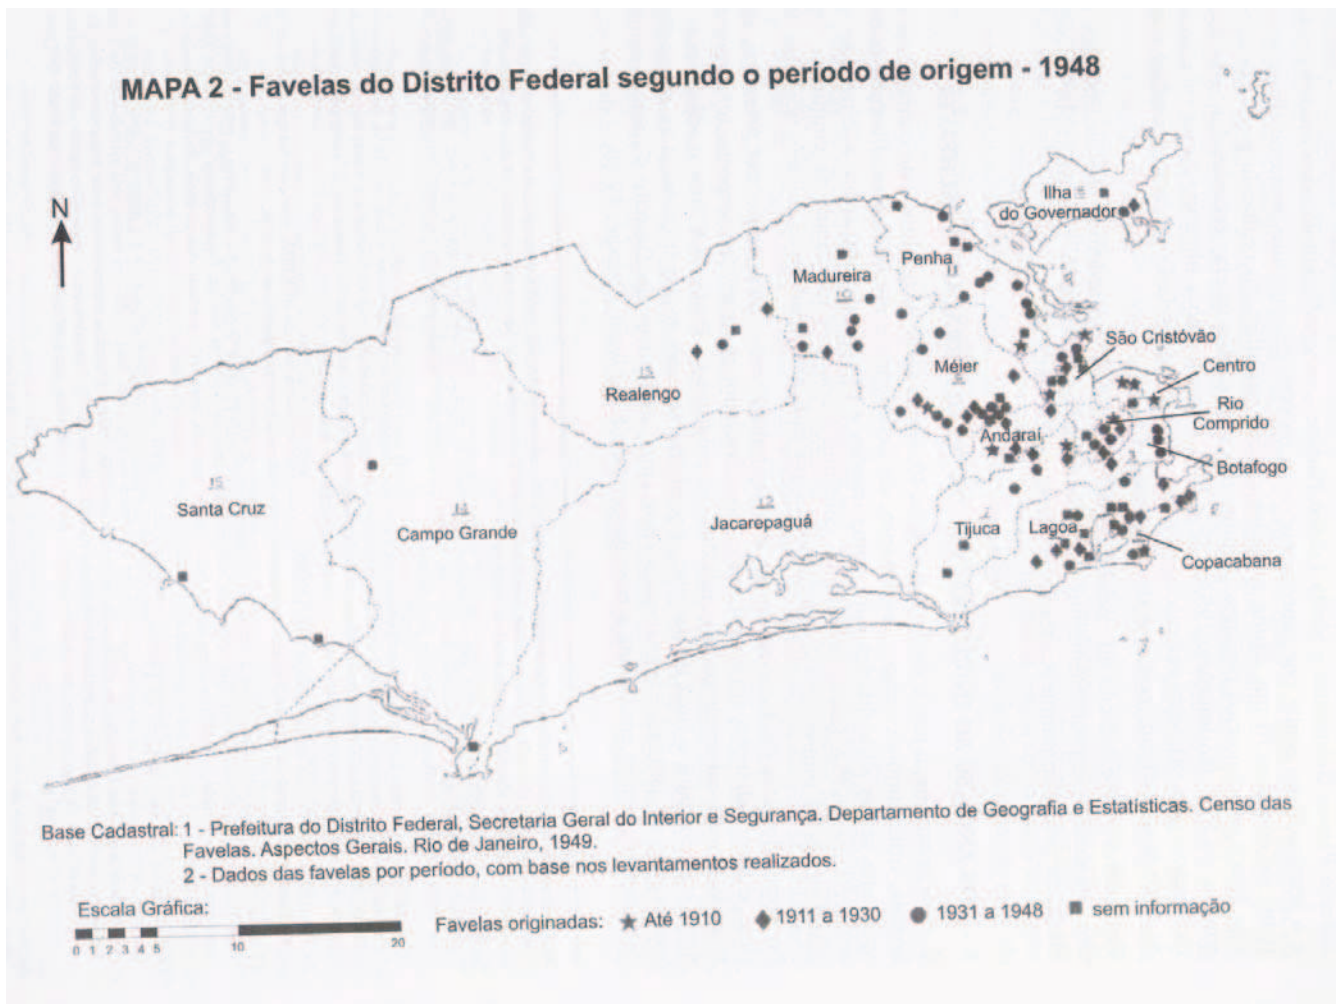 MAPA 2 - Favelas do Distrito Federal segundo o período de origem - 1948
N
Ilha
do Governador
Penha
Madureira
16
São Cristóvão
Centro
Méier
Realengo
Rio
Comprido
Andaraí
Botafogo
15
Santa Cruz
Campo Grande
Jacarepaguá
Tijuca
Lagoa
Copacabana
Base Cadastral: 1 - Prefeitura do Distrito Federal, Secretaria Geral do Interior e Segurança. Departamento de Geografia e Estatísticas. Censo das
Favelas. Aspectos Gerais. Rio de Janeiro, 1949.
2 - Dados das favelas por período, com base nos levantamentos realizados.
Escala Gráfica:
0 1 2 3 4 5 10 20
Favelas originadas: Até 1910 1911 a 1930 1931 a 1948 sem informação